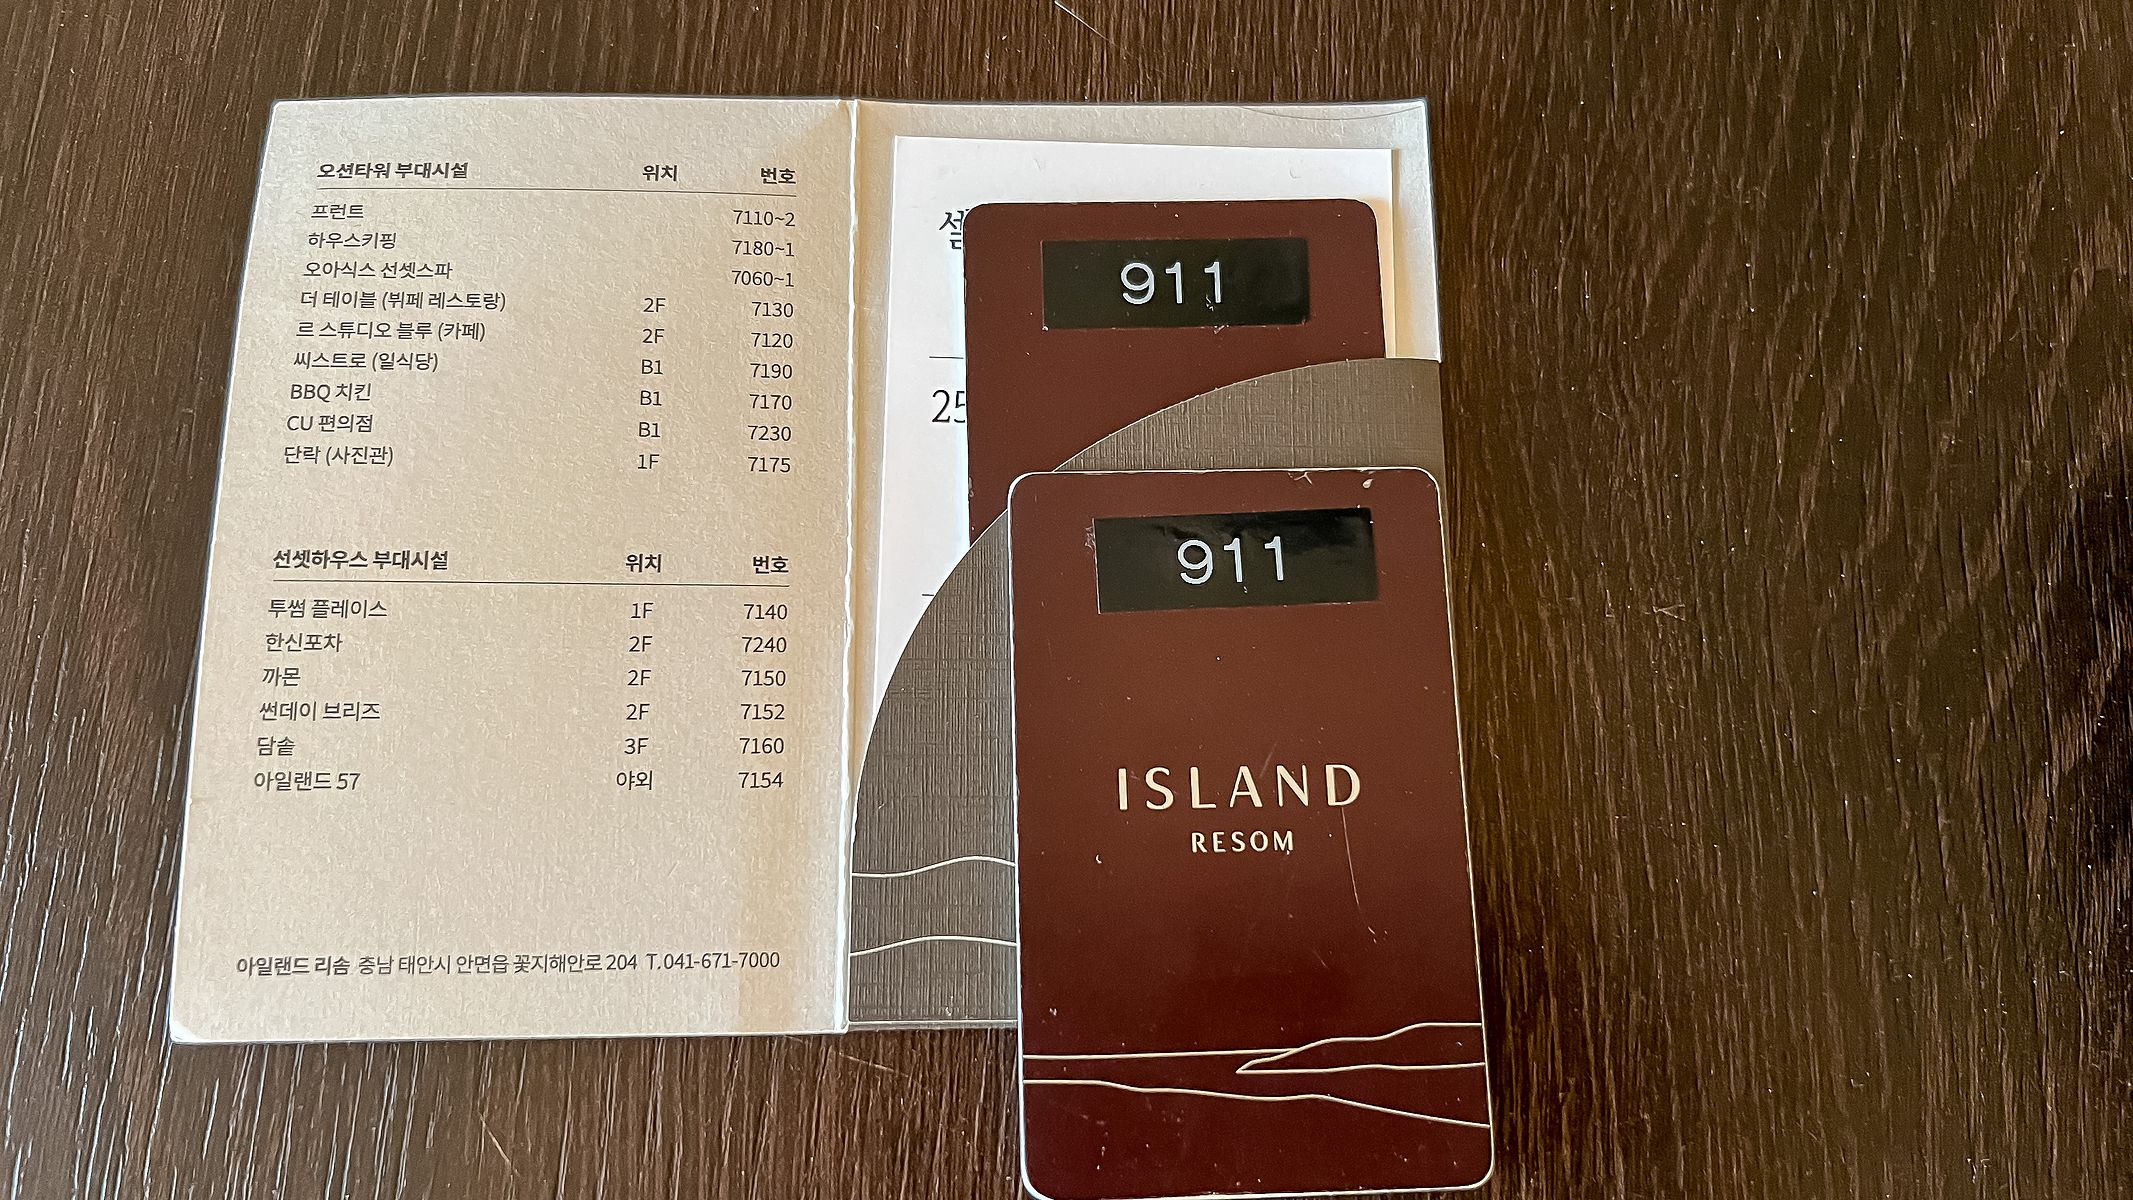 오션타워 부대시설 위치 번호
프런트 7110~2
하우스키핑 7180~1
오아식스 선셋스파 7060~1
더 테이블 (뷔페 레스토랑) 2F 7130
르 스튜디오 블루 (카페) 2F 7120
씨스트로 (일식당) B1 7190
BBQ 치킨 B1 7170
CU 편의점 B1 7230
단락 (사진관) 1F 7175
선셋하우스 부대시설 위치 번호
투썸 플레이스 1F 7140
한신포차 2F 7240
까몬 2F 7150
썬데이 브리즈 2F 7152
담솥 3F 7160
아일랜드 57 야외 7154
아일랜드 리솜 충남 태안시 안면읍 꽃지해안로 204 T.041-671-7000
911
25
911
ISLAND
RESOM